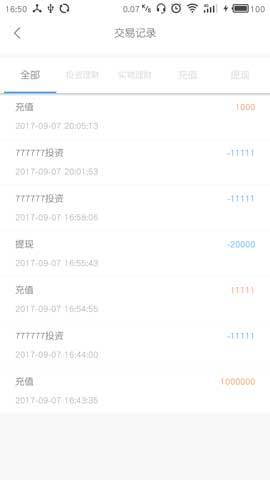 16:50 0.07 K/s 4G 100
交易记录
全部 投资理财 实物理财 充值 提现
充值 1000
2017-09-07 20:05:13
777777投资 -11111
2017-09-07 20:01:53
777777投资 -11111
2017-09-07 16:58:06
提现 -20000
2017-09-07 16:55:43
充值 11111
2017-09-07 16:54:55
777777投资 -11111
2017-09-07 16:44:00
充值 1000000
2017-09-07 16:43:35